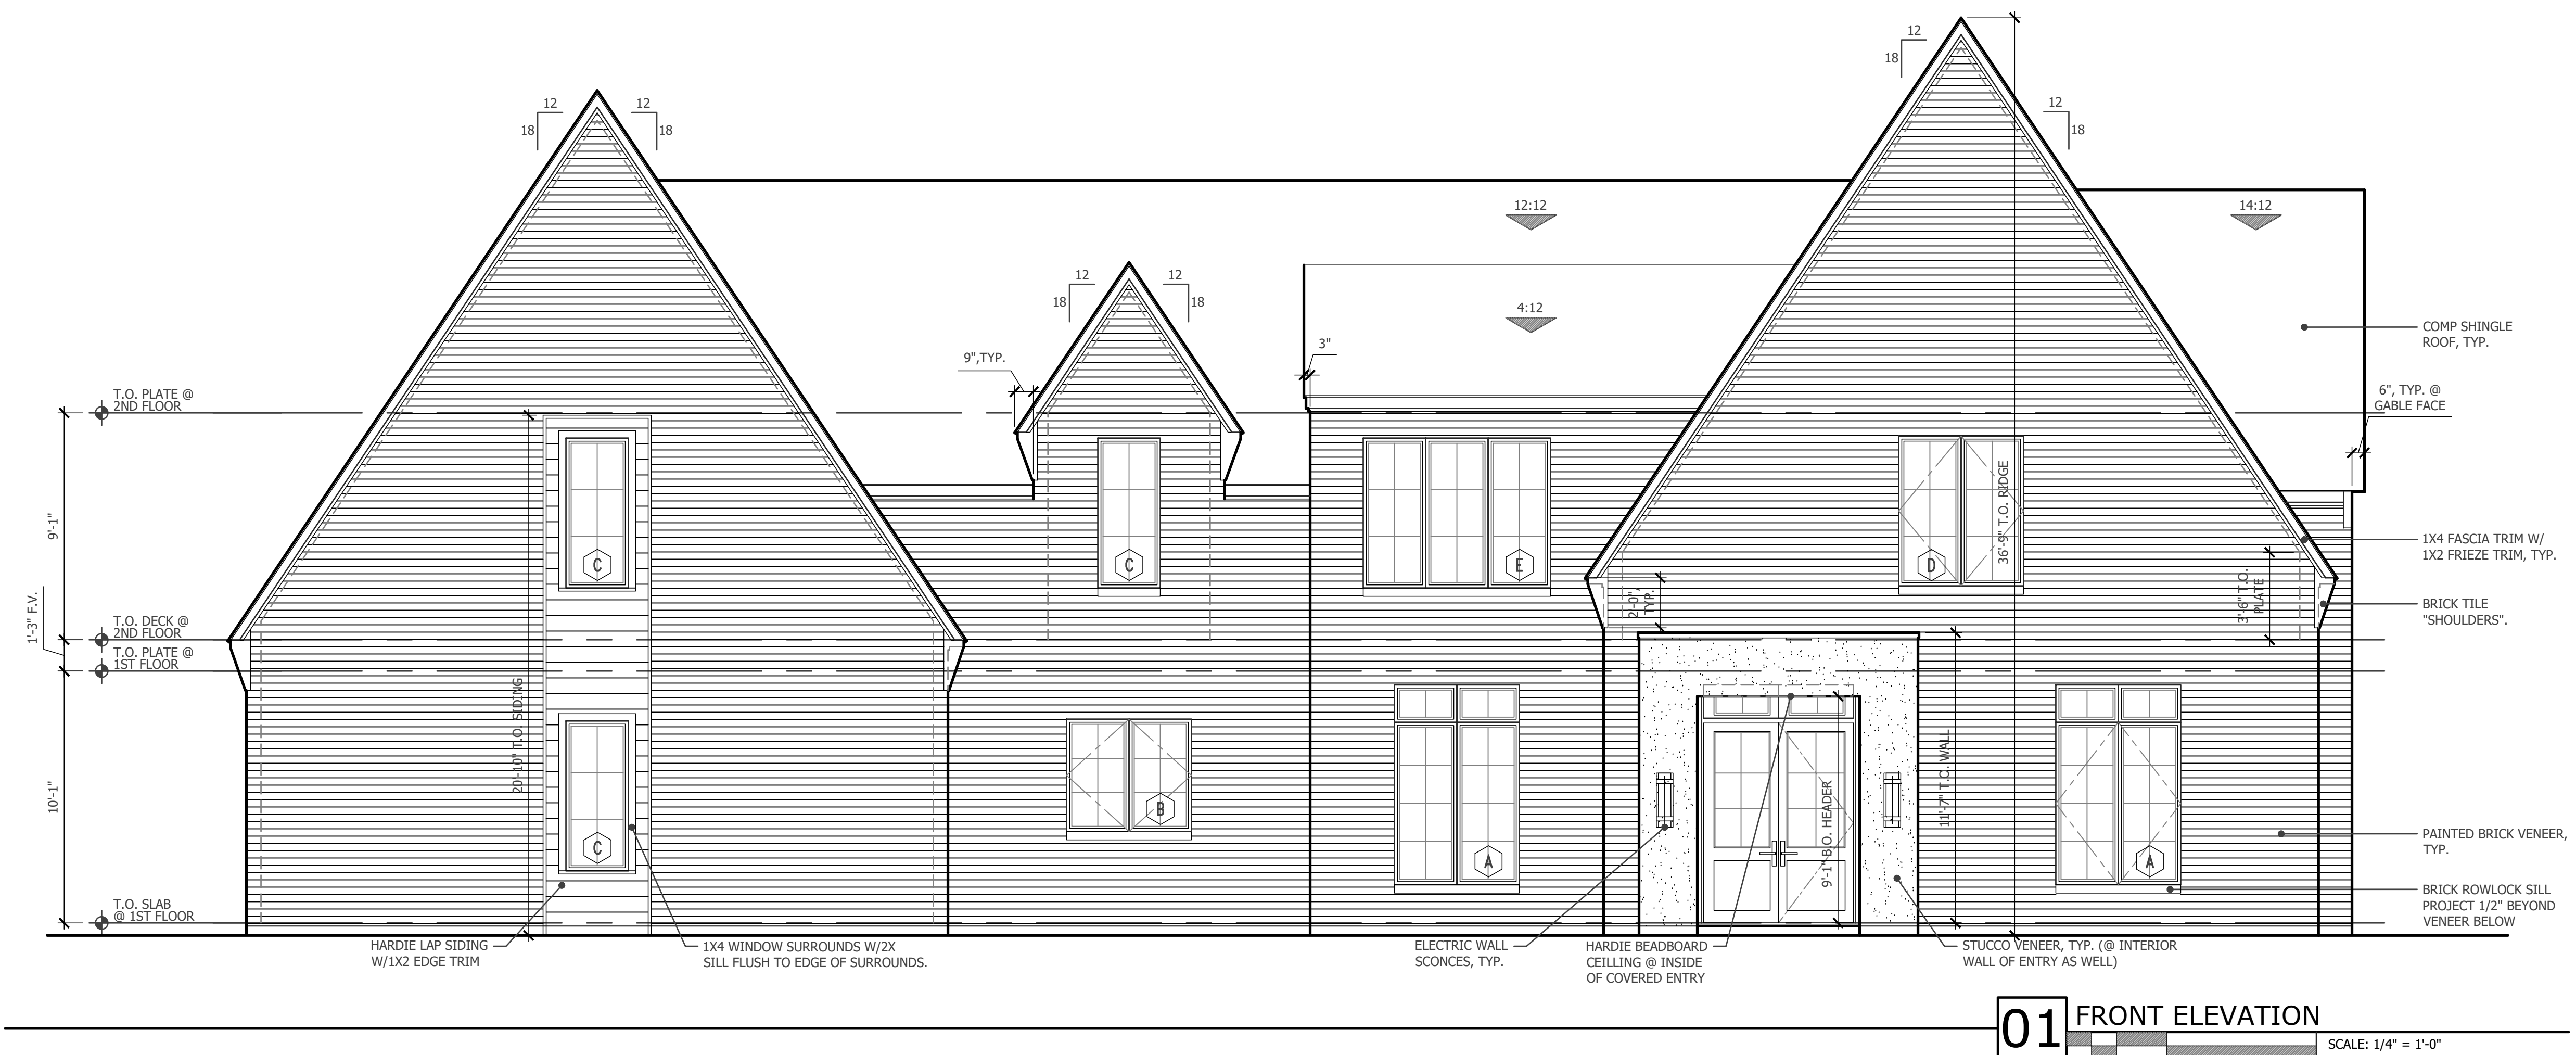 12
18
12
18
12
18
12
18
12:12
14:12
12
18
12
18
4:12
3"
9",TYP.
COMP SHINGLE
ROOF, TYP.
6", TYP. @
GABLE FACE
T.O. PLATE @
2ND FLOOR
9'-1"
36'-9" T.O. RIDGE
C
C
E
D
1X4 FASCIA TRIM W/
1X2 FRIEZE TRIM, TYP.
2'-0",
TYP.
3'-6" T.O.
PLATE
BRICK TILE
"SHOULDERS".
1'-3" F.V.
T.O. DECK @
2ND FLOOR
T.O. PLATE @
1ST FLOOR
20'-10" T.O SIDING
10'-1"
B
C
A
9'-1" B.O. HEADER
11'-7" T.O. WALL
A
PAINTED BRICK VENEER,
TYP.
BRICK ROWLOCK SILL
PROJECT 1/2" BEYOND
VENEER BELOW
T.O. SLAB
@ 1ST FLOOR
HARDIE LAP SIDING
W/1X2 EDGE TRIM
1X4 WINDOW SURROUNDS W/2X
SILL FLUSH TO EDGE OF SURROUNDS.
ELECTRIC WALL
SCONCES, TYP.
HARDIE BEADBOARD
CEILLING @ INSIDE
OF COVERED ENTRY
STUCCO VENEER, TYP. (@ INTERIOR
WALL OF ENTRY AS WELL)
01
FRONT ELEVATION
SCALE: 1/4" = 1'-0"